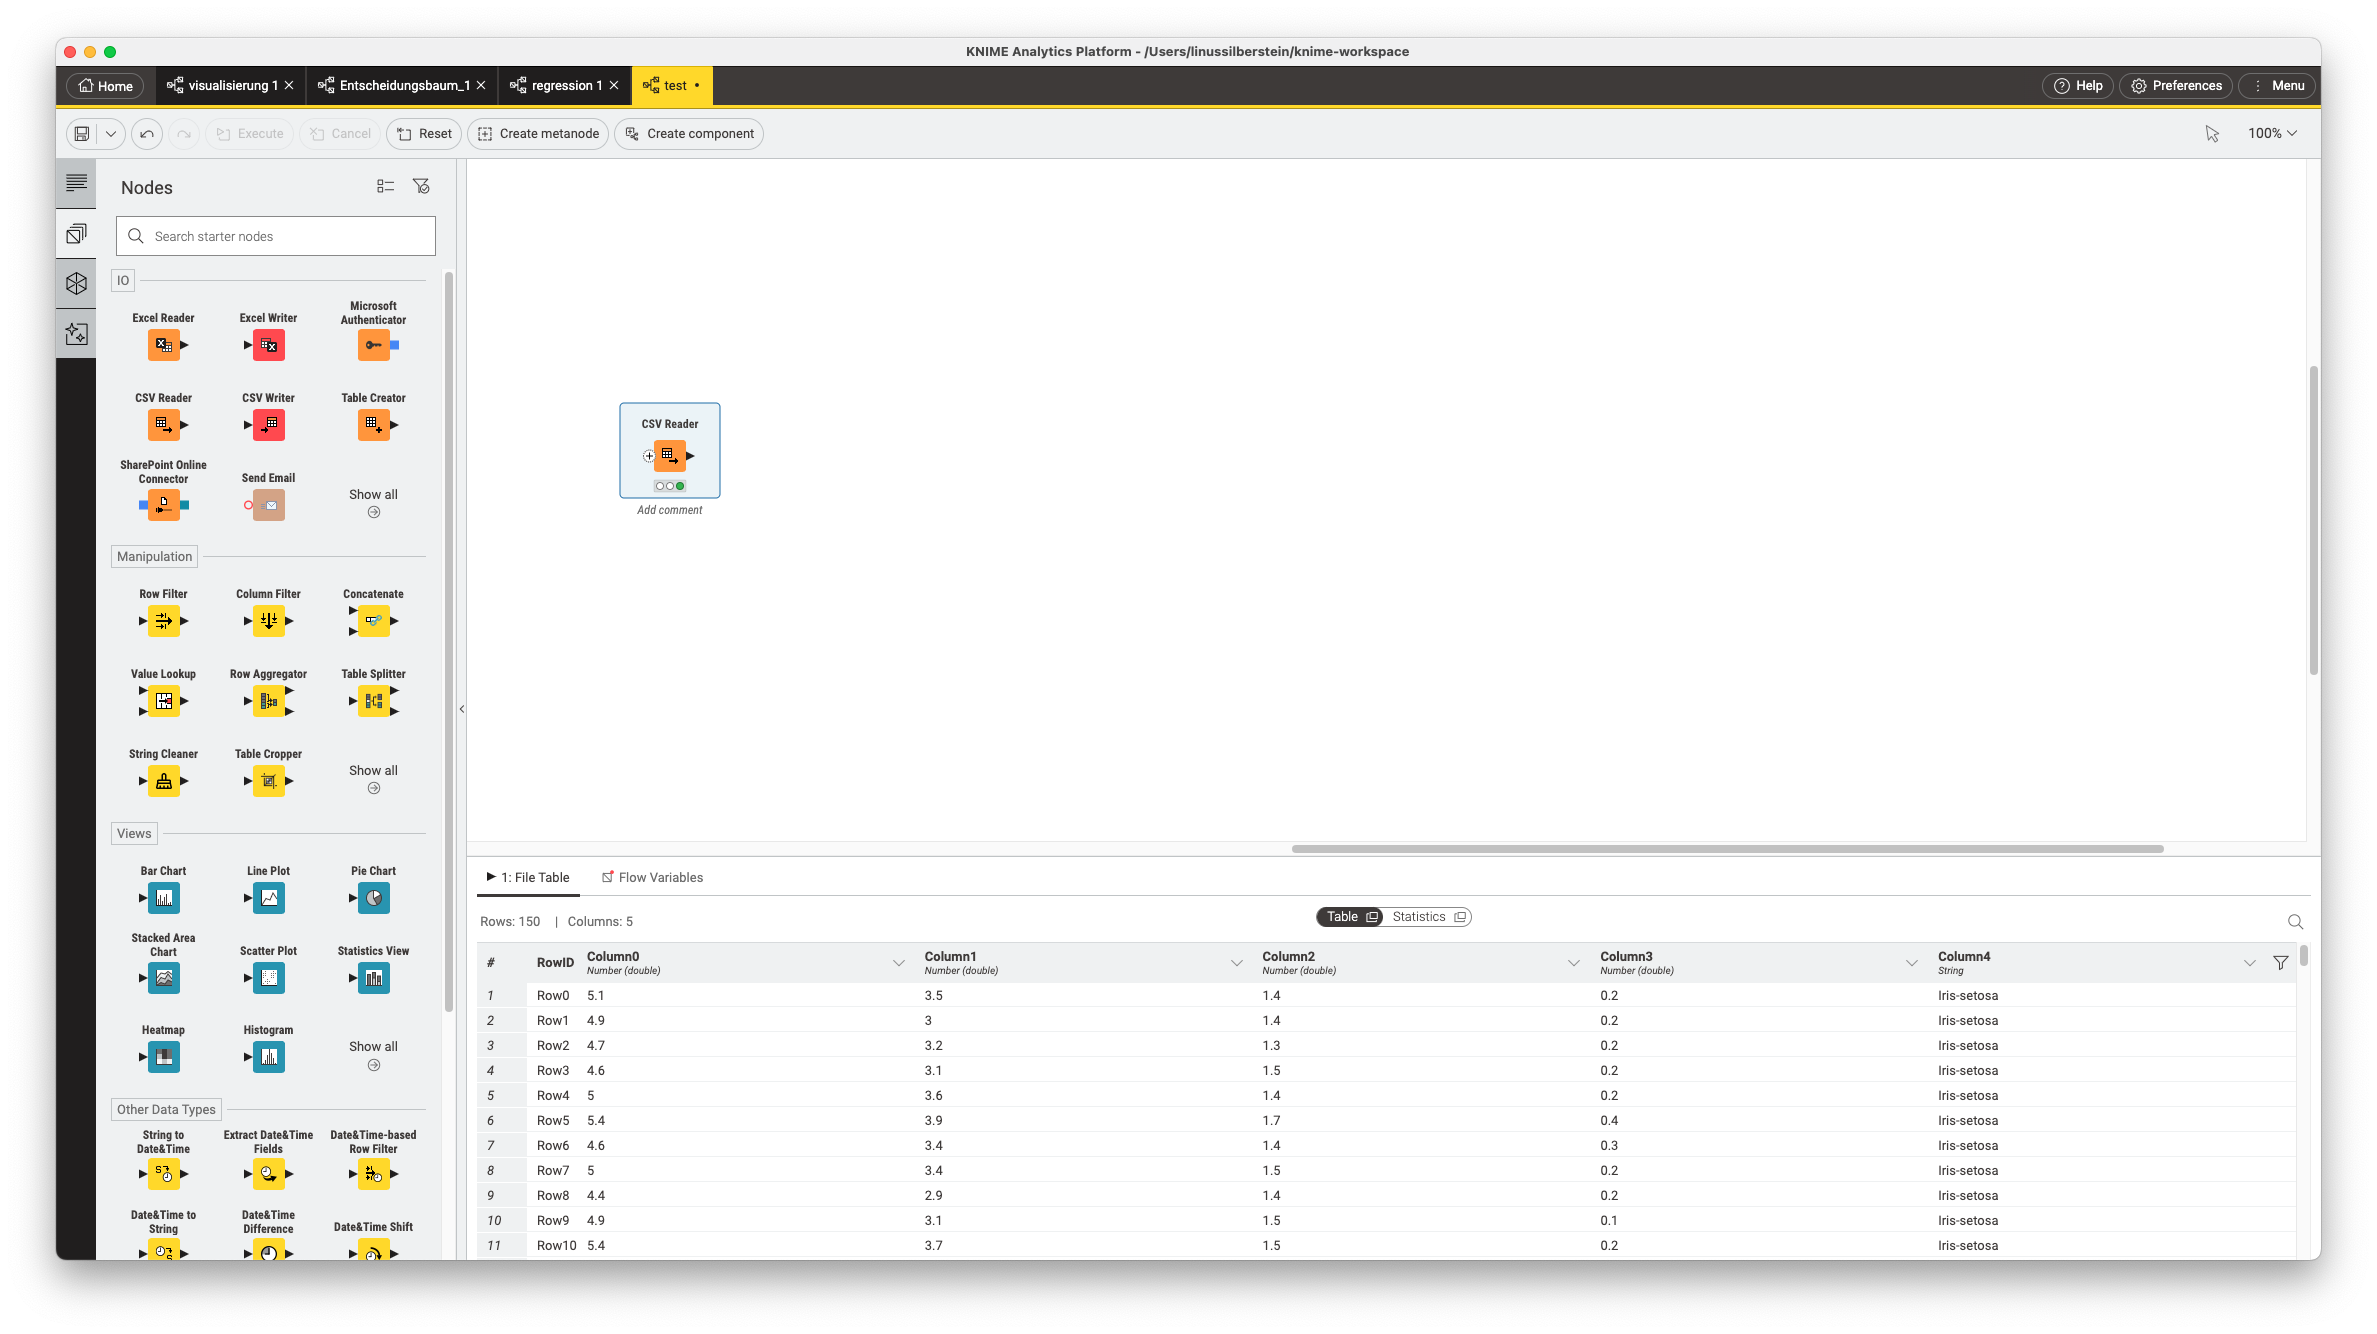 KNIME Analytics Platform - /Users/linussilberstein/knime-workspace
Home visualisierung 1 Entscheidungsbaum_1 regression 1 test • Help Preferences Menu
Execute Cancel Reset Create metanode Create component 100%
Nodes
Search starter nodes
IO
Excel Reader Excel Writer Microsoft Authenticator
CSV Reader CSV Writer Table Creator
SharePoint Online Connector Send Email Show all
Manipulation
Row Filter Column Filter Concatenate
Value Lookup Row Aggregator Table Splitter
String Cleaner Table Cropper Show all
Views
Bar Chart Line Plot Pie Chart
Stacked Area Chart Scatter Plot Statistics View
Heatmap Histogram Show all
Other Data Types
String to Date&Time Extract Date&Time Fields Date&Time-based Row Filter
Date&Time to String Date&Time Difference Date&Time Shift
CSV Reader
Add comment
1: File Table Flow Variables
Rows: 150 | Columns: 5 Table Statistics
# RowID Column0 Column1 Column2 Column3 Column4
Number (double) Number (double) Number (double) Number (double) String
1 Row0 5.1 3.5 1.4 0.2 Iris-setosa
2 Row1 4.9 3 1.4 0.2 Iris-setosa
3 Row2 4.7 3.2 1.3 0.2 Iris-setosa
4 Row3 4.6 3.1 1.5 0.2 Iris-setosa
5 Row4 5 3.6 1.4 0.2 Iris-setosa
6 Row5 5.4 3.9 1.7 0.4 Iris-setosa
7 Row6 4.6 3.4 1.4 0.3 Iris-setosa
8 Row7 5 3.4 1.5 0.2 Iris-setosa
9 Row8 4.4 2.9 1.4 0.2 Iris-setosa
10 Row9 4.9 3.1 1.5 0.1 Iris-setosa
11 Row10 5.4 3.7 1.5 0.2 Iris-setosa